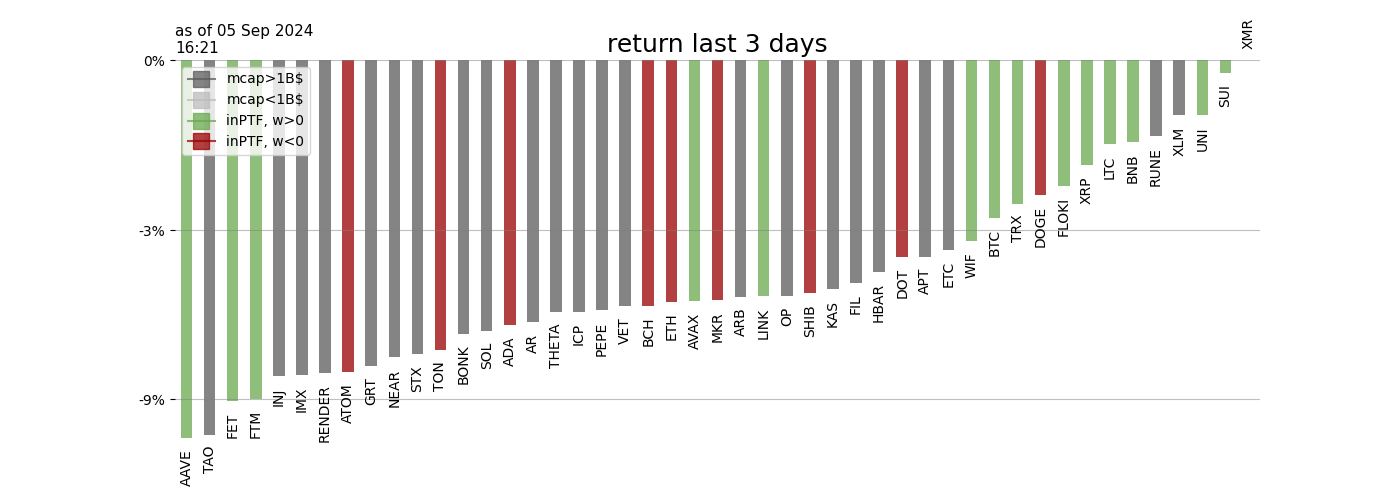 as of 05 Sep 2024
16:21
return last 3 days
0%
-3%
-9%
mcap>1B$
mcap<1B$
inPTF, w>0
inPTF, w<0
AAVE
TAO
FET
FTM
INJ
IMX
RENDER
ATOM
GRT
NEAR
STX
TON
BONK
SOL
ADA
AR
THETA
ICP
PEPE
VET
BCH
ETH
AVAX
MKR
ARB
LINK
OP
SHIB
KAS
FIL
HBAR
DOT
APT
ETC
WIF
BTC
TRX
DOGE
FLOKI
XRP
LTC
BNB
RUNE
XLM
UNI
SUI
XMR